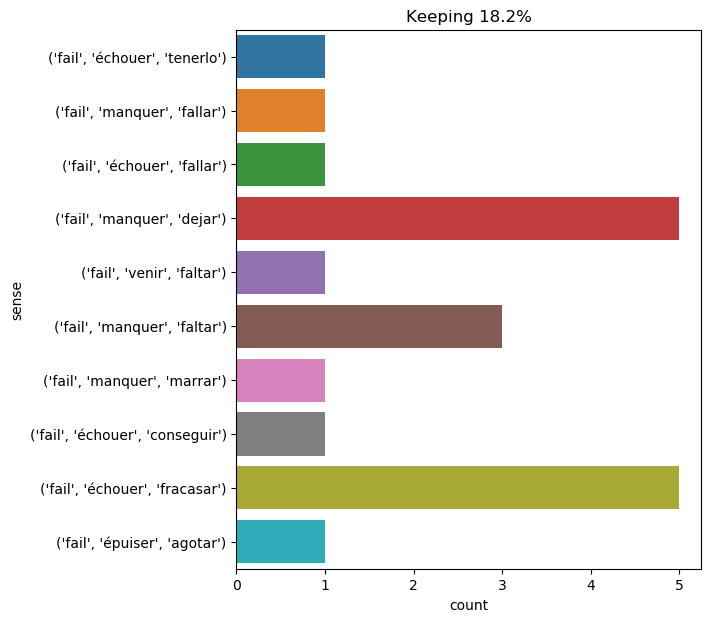 Keeping 18.2%
('fail', 'échouer', 'tenerlo')
('fail', 'manquer', 'fallar')
('fail', 'échouer', 'fallar')
('fail', 'manquer', 'dejar')
('fail', 'venir', 'faltar')
('fail', 'manquer', 'faltar')
('fail', 'manquer', 'marrar')
('fail', 'échouer', 'conseguir')
('fail', 'échouer', 'fracasar')
('fail', 'épuiser', 'agotar')
sense
0 1 2 3 4 5
count